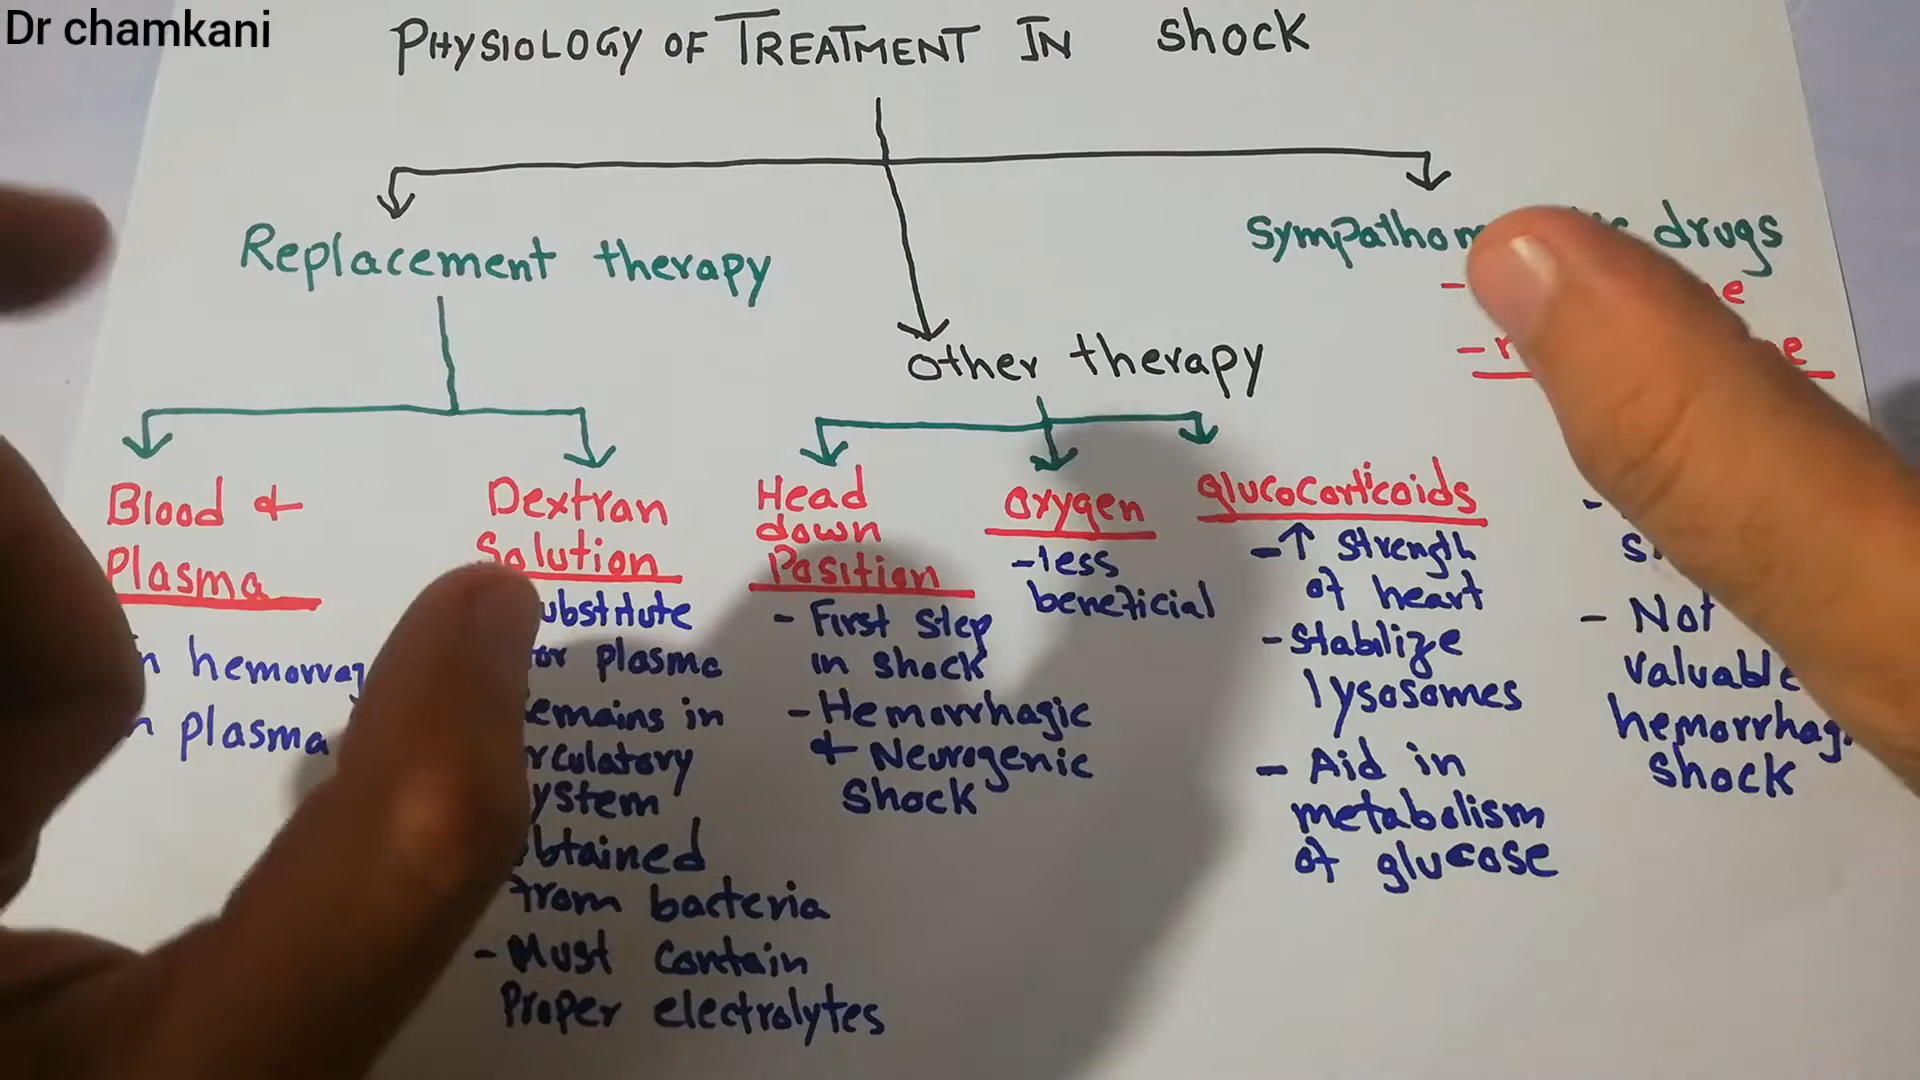 Dr chamkani
PHYSIOLOGY OF TREATMENT IN Shock
Replacement therapy
Blood &
Plasma
hemorrag
plasma
Dextran
Solution
ubstitute
or plasma
emains in
rculatory
ystem
btained
from bacteria
- Must contain
Proper electrolytes
other therapy
Head
down
Position
- First step
in shock
- Hemorrhagic
& Neurogenic
Shock
oxygen
- less
beneficial
glucocorticoids
- ↑ strength
of heart
- Stabilize
lysosomes
- Aid in
metabolism
of glucose
drugs
- Not
valuable
hemorrhag
shock